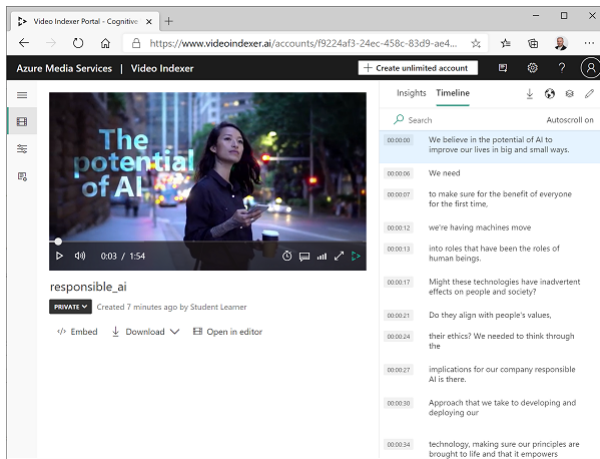 Video Indexer Portal - Cognitive
https://www.videoindexer.ai/accounts/f9224af3-24ec-458c-83d9-ae4...
Azure Media Services | Video Indexer
+ Create unlimited account
?
The
potential
of AI
0:03 / 1:54
responsible_ai
PRIVATE
Created 7 minutes ago by Student Learner
</> Embed
Download
Open in editor
Insights
Timeline
Search
Autoscroll on
00:00:00
We believe in the potential of AI to
improve our lives in big and small ways.
00:00:06
We need
00:00:07
to make sure for the benefit of everyone
for the first time,
00:00:12
we're having machines move
00:00:13
into roles that have been the roles of
human beings.
00:00:17
Might these technologies have inadvertent
effects on people and society?
00:00:21
Do they align with people's values,
00:00:24
their ethics? We needed to think through
the
00:00:27
implications for our company responsible
AI is there.
00:00:30
Approach that we take to developing and
deploying our
00:00:34
technology, making sure our principles are
brought to life and that it empowers